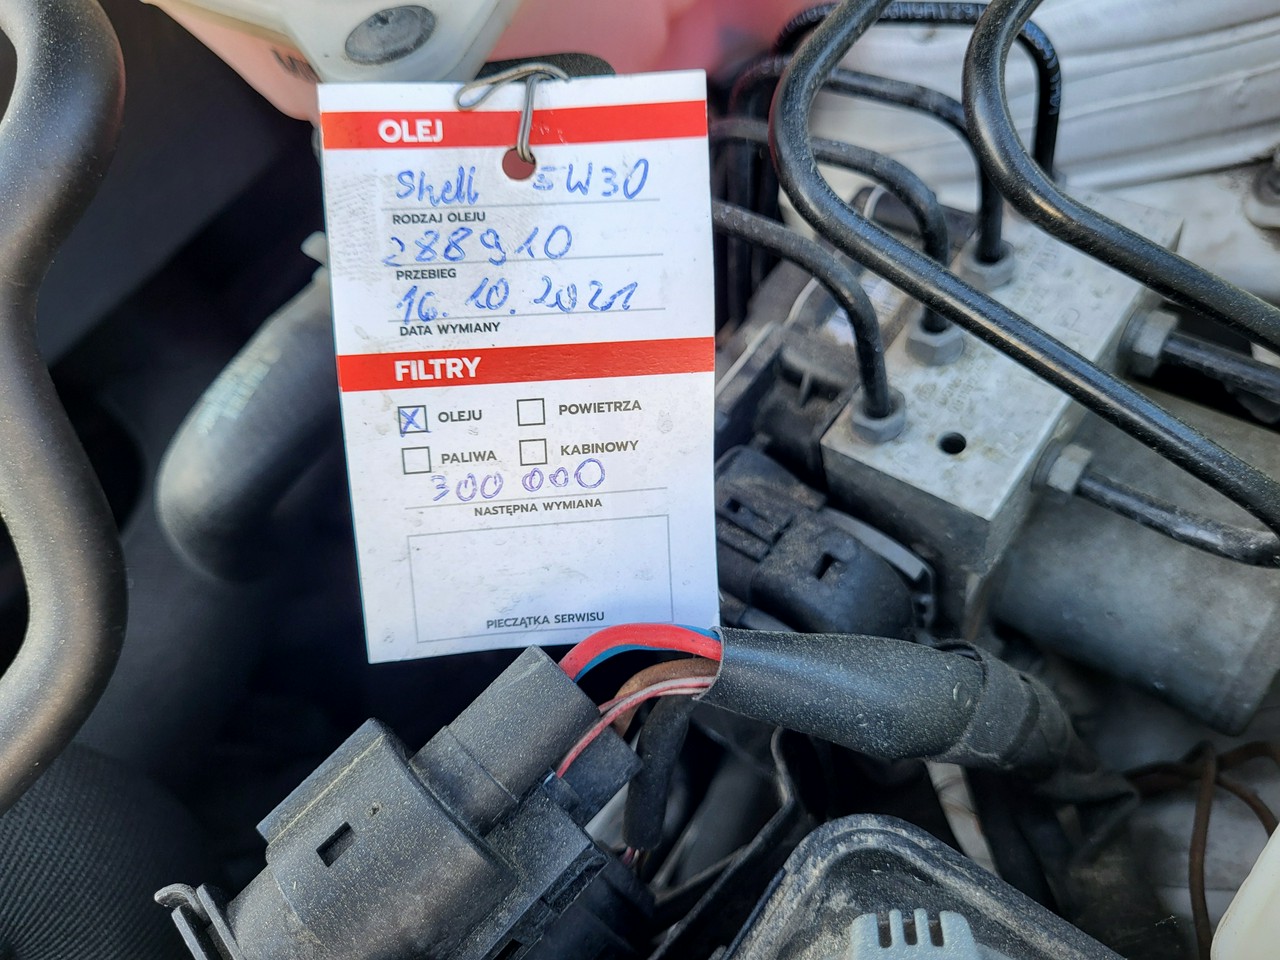 OLEJ
Shell 5W30
RODZAJ OLEJU
288910
PRZEBIEG
16.10.2021
DATA WYMIANY
FILTRY
X OLEJU POWIETRZA
PALIWA KABINOWY
300 000
NASTĘPNA WYMIANA
PIECZĄTKA SERWISU